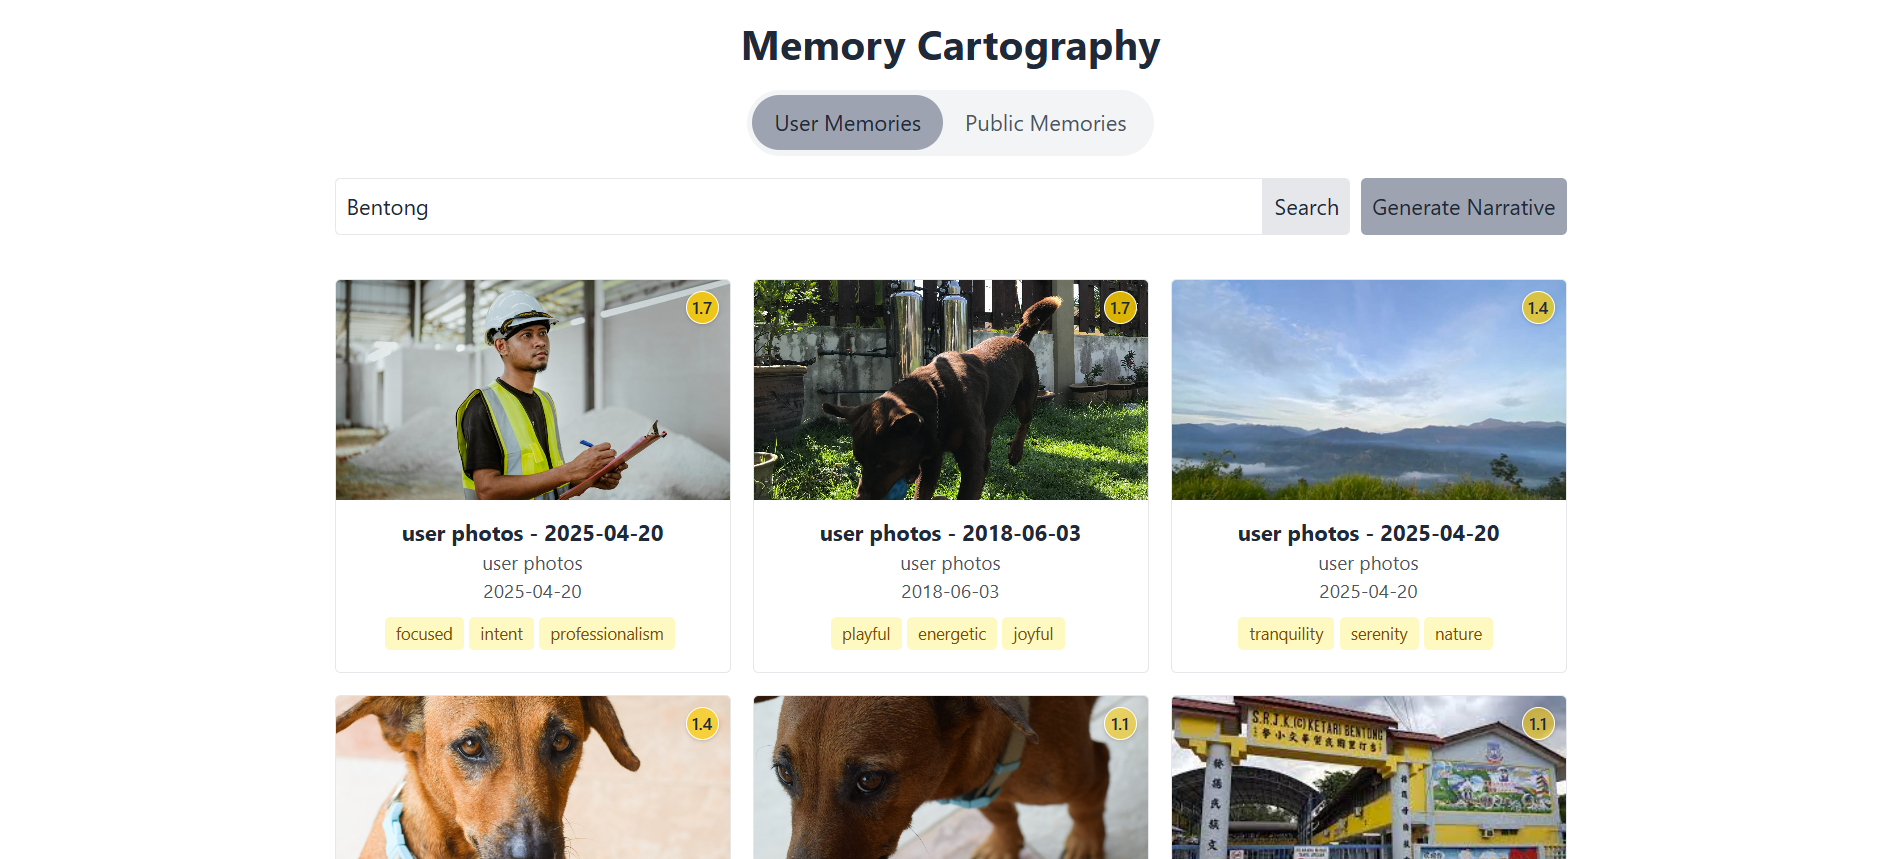 Memory Cartography
User Memories Public Memories
Bentong Search Generate Narrative
1.7
1.7
1.4
user photos - 2025-04-20
user photos
2025-04-20
focused intent professionalism
user photos - 2018-06-03
user photos
2018-06-03
playful energetic joyful
user photos - 2025-04-20
user photos
2025-04-20
tranquility serenity nature
1.4
1.1
1.1
S.R.J.K.(C) KETARI BENTONG